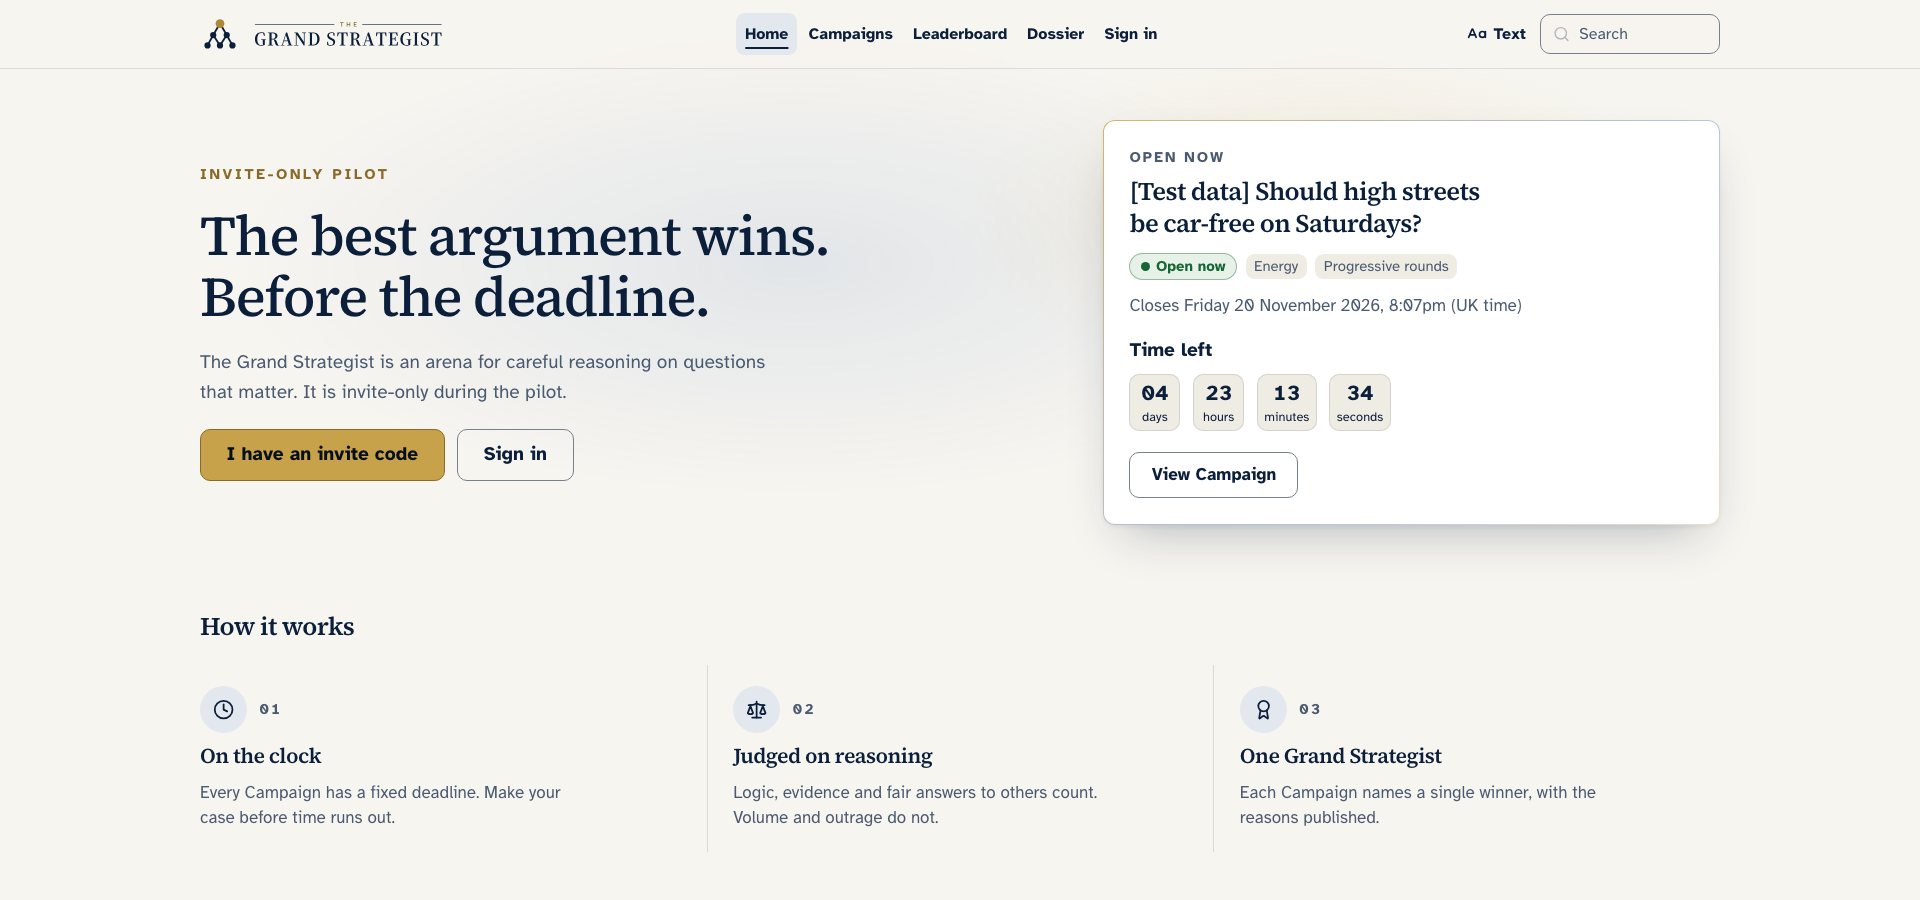 THE
GRAND STRATEGIST
Home
Campaigns
Leaderboard
Dossier
Sign in
Aa Text
Search
INVITE-ONLY PILOT
The best argument wins.
Before the deadline.
The Grand Strategist is an arena for careful reasoning on questions
that matter. It is invite-only during the pilot.
I have an invite code
Sign in
OPEN NOW
[Test data] Should high streets
be car-free on Saturdays?
Open now
Energy
Progressive rounds
Closes Friday 20 November 2026, 8:07pm (UK time)
Time left
04
days
23
hours
13
minutes
34
seconds
View Campaign
How it works
01
On the clock
Every Campaign has a fixed deadline. Make your
case before time runs out.
02
Judged on reasoning
Logic, evidence and fair answers to others count.
Volume and outrage do not.
03
One Grand Strategist
Each Campaign names a single winner, with the
reasons published.